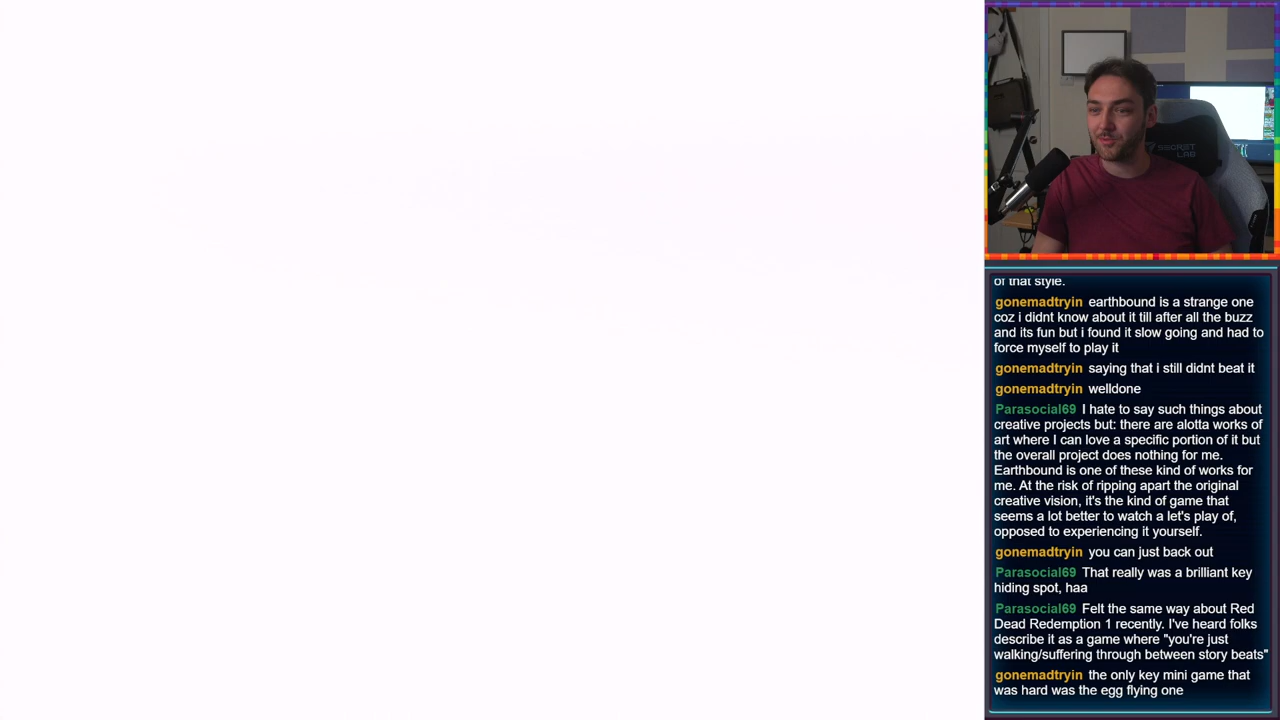 SECRET
LAB
of that style.
gonemadtryin earthbound is a strange one
coz i didnt know about it till after all the buzz
and its fun but i found it slow going and had to
force myself to play it
gonemadtryin saying that i still didnt beat it
gonemadtryin welldone
Parasocial69 I hate to say such things about
creative projects but: there are alotta works of
art where I can love a specific portion of it but
the overall project does nothing for me.
Earthbound is one of these kind of works for
me. At the risk of ripping apart the original
creative vision, it's the kind of game that
seems a lot better to watch a let's play of,
opposed to experiencing it yourself.
gonemadtryin you can just back out
Parasocial69 That really was a brilliant key
hiding spot, haa
Parasocial69 Felt the same way about Red
Dead Redemption 1 recently. I've heard folks
describe it as a game where "you're just
walking/suffering through between story beats"
gonemadtryin the only key mini game that
was hard was the egg flying one